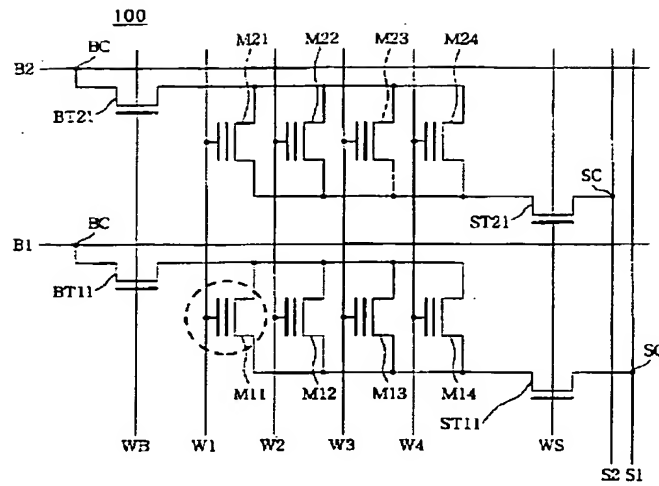 100
BC M21 M22 M23 M24
B2
BT21
SC
ST21
BC
B1
BT11
SC
M11 M12 M13 M14
ST11
WB W1 W2 W3 W4 WS
S2 S1